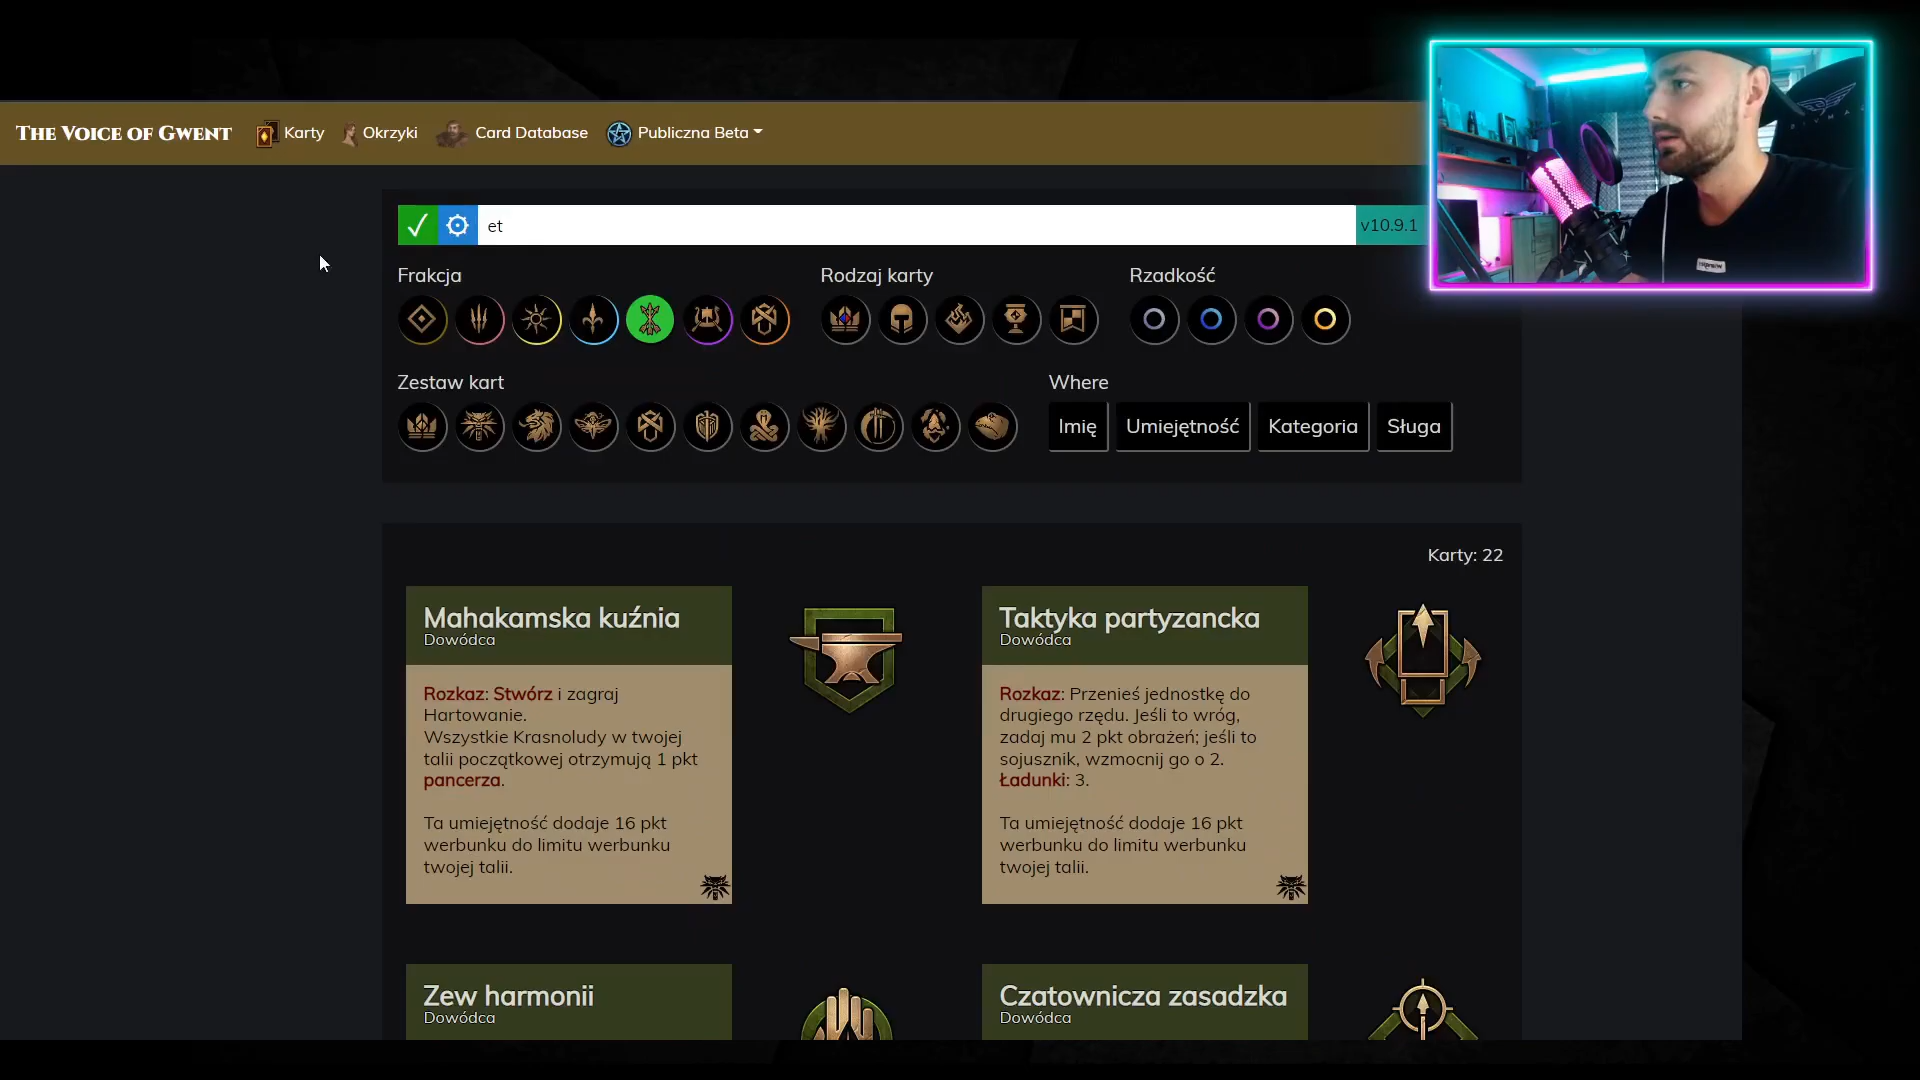 The Voice of Gwent
Karty
Okrzyki
Card Database
Publiczna Beta
et
v10.9.1
Frakcja
Rodzaj karty
Rzadkość
Zestaw kart
Where
Imię
Umiejętność
Kategoria
Sługa
Karty: 22
Mahakamska kuźnia
Dowódca
Rozkaz: Stwórz i zagraj
Hartowanie.
Wszystkie Krasnoludy w twojej
talii początkowej otrzymują 1 pkt
pancerza.
Ta umiejętność dodaje 16 pkt
werbunku do limitu werbunku
twojej talii.
Taktyka partyzancka
Dowódca
Rozkaz: Przenieś jednostkę do
drugiego rzędu. Jeśli to wróg,
zadaj mu 2 pkt obrażeń; jeśli to
sojusznik, wzmocnij go o 2.
Ładunki: 3.
Ta umiejętność dodaje 16 pkt
werbunku do limitu werbunku
twojej talii.
Zew harmonii
Dowódca
Czatownicza zasadzka
Dowódca